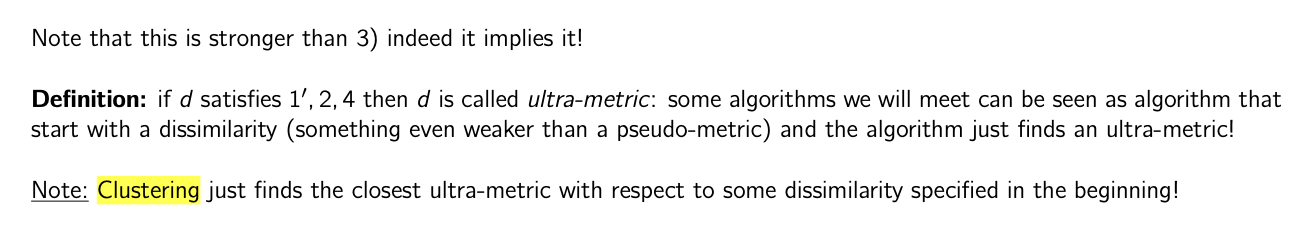 Note that this is stronger than 3) indeed it implies it!
Definition: if d satisfies 1′, 2, 4 then d is called ultra-metric: some algorithms we will meet can be seen as algorithm that
start with a dissimilarity (something even weaker than a pseudo-metric) and the algorithm just finds an ultra-metric!
Note: Clustering just finds the closest ultra-metric with respect to some dissimilarity specified in the beginning!